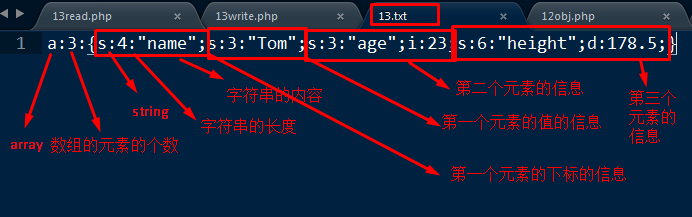 13read.php × 13write.php × 13.txt × 12obj.php ×
1 a:3:{s:4:"name";s:3:"Tom";s:3:"age";i:23;s:6:"height";d:178.5;}
字符串的内容
第二个元素的信息
第三个
元素的
信息
string
字符串的长度
第一个元素的值的信息
array 数组的元素的个数
第一个元素的下标的信息